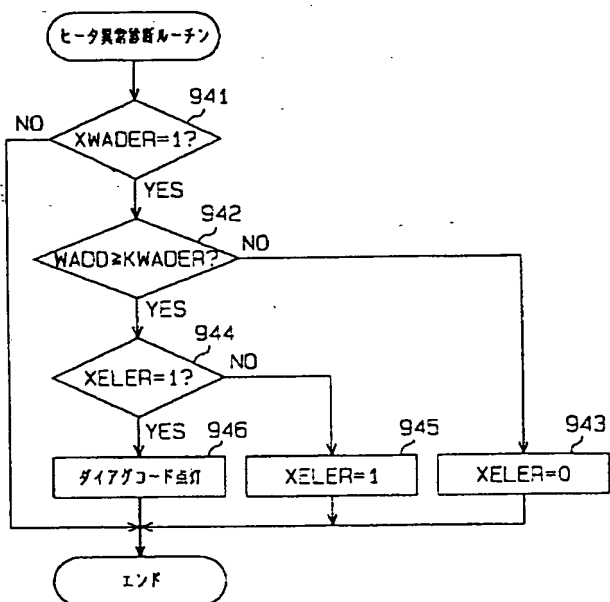 ヒータ異常診断ルーチン
941
NO
XWADER=1?
YES
942
NO
WADD≧KWADER?
YES
944
NO
XELER=1?
YES
946
945
943
ダイアグコード点灯
XELER=1
XELER=0
エンド